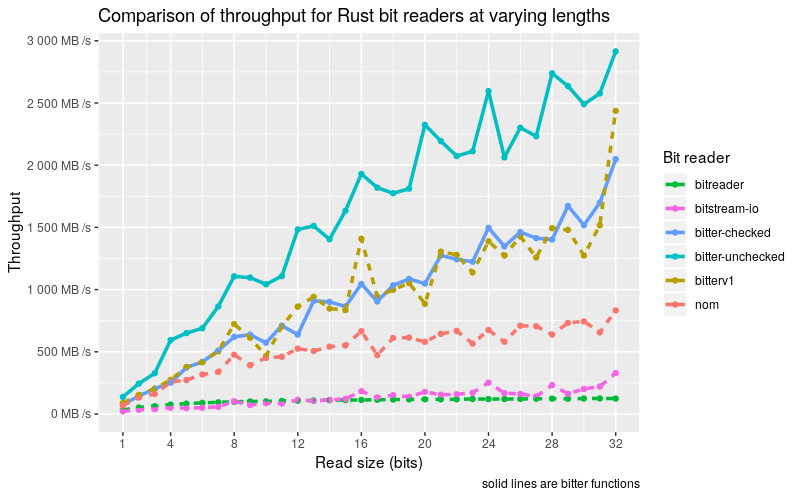 Comparison of throughput for Rust bit readers at varying lengths
3 000 MB /s
2 500 MB /s
2 000 MB /s
1 500 MB /s
1 000 MB /s
500 MB /s
0 MB /s
Throughput
1 4 8 12 16 20 24 28 32
Read size (bits)
Bit reader
bitreader
bitstream-io
bitter-checked
bitter-unchecked
bitterv1
nom
solid lines are bitter functions